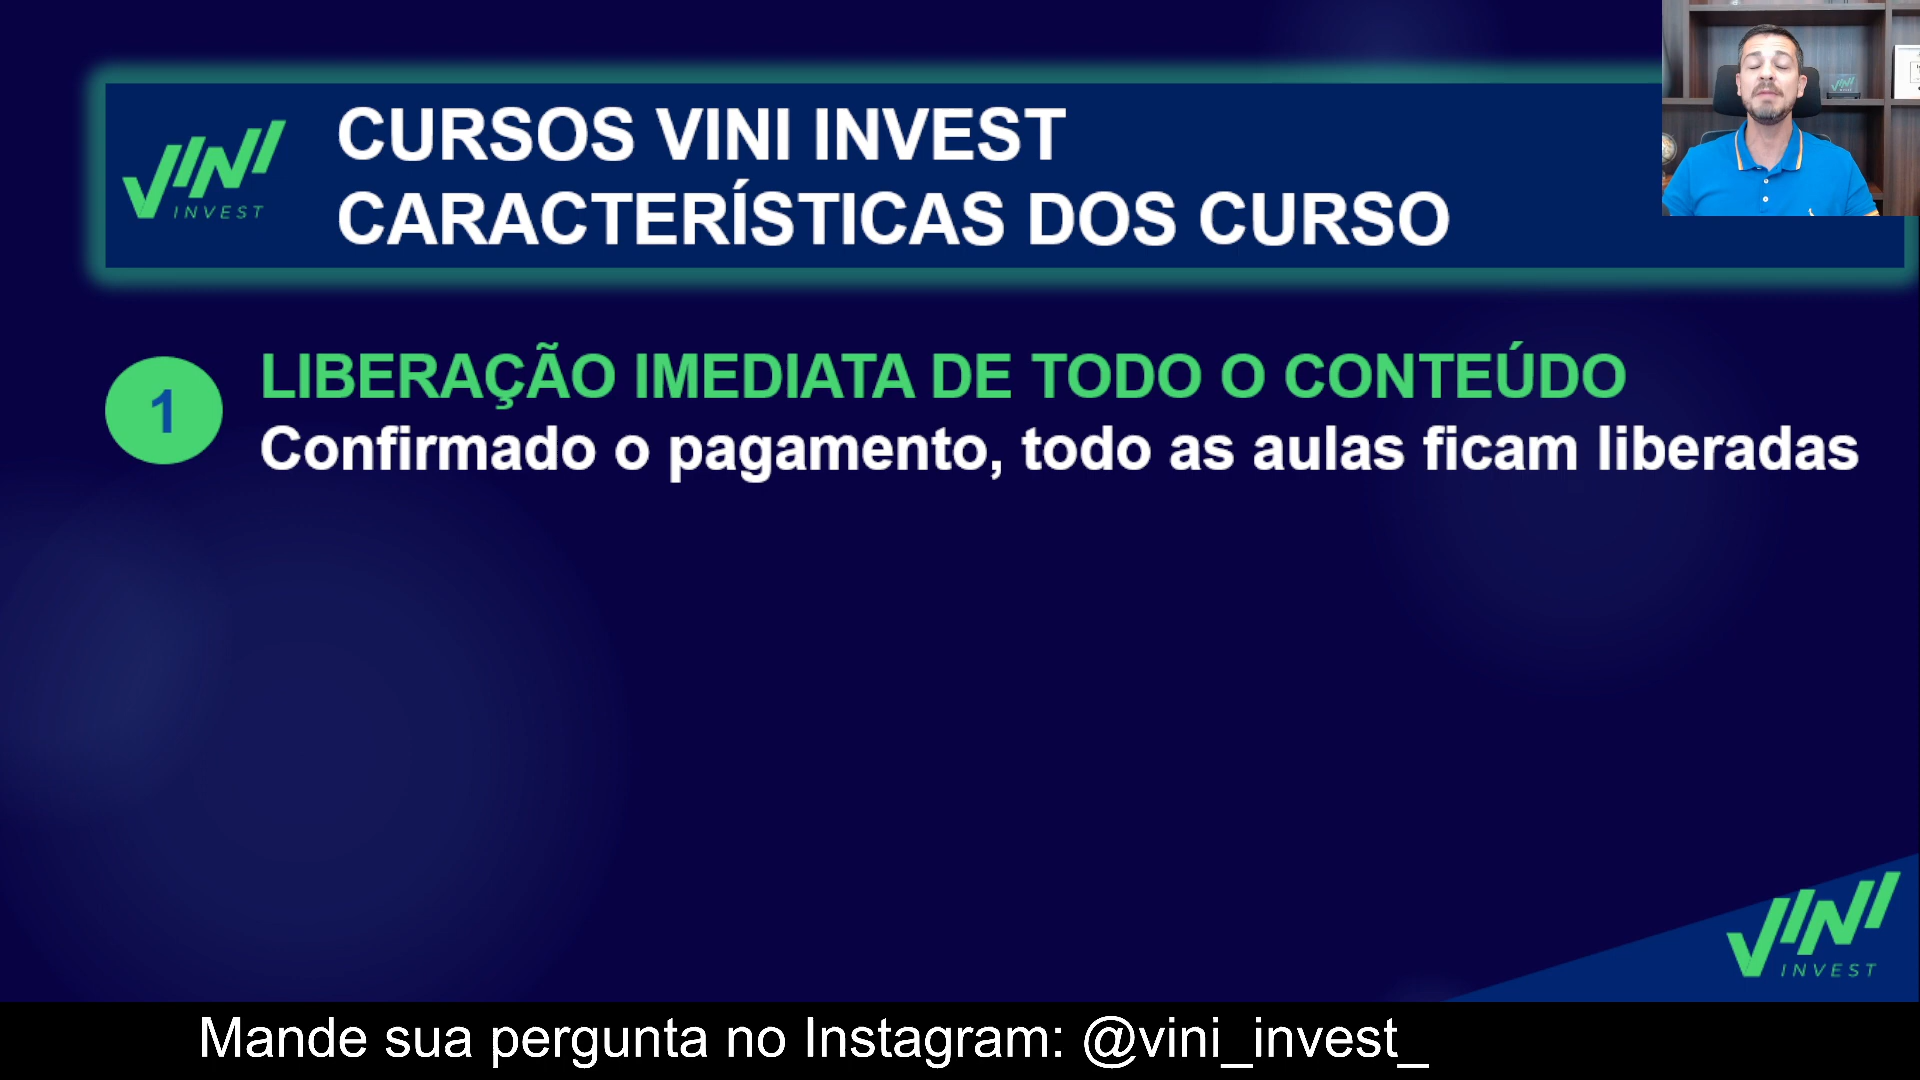 VINI
INVEST
CURSOS VINI INVEST
CARACTERÍSTICAS DOS CURSO
1
LIBERAÇÃO IMEDIATA DE TODO O CONTEÚDO
Confirmado o pagamento, todo as aulas ficam liberadas
VINI
INVEST
Mande sua pergunta no Instagram: @vini_invest_